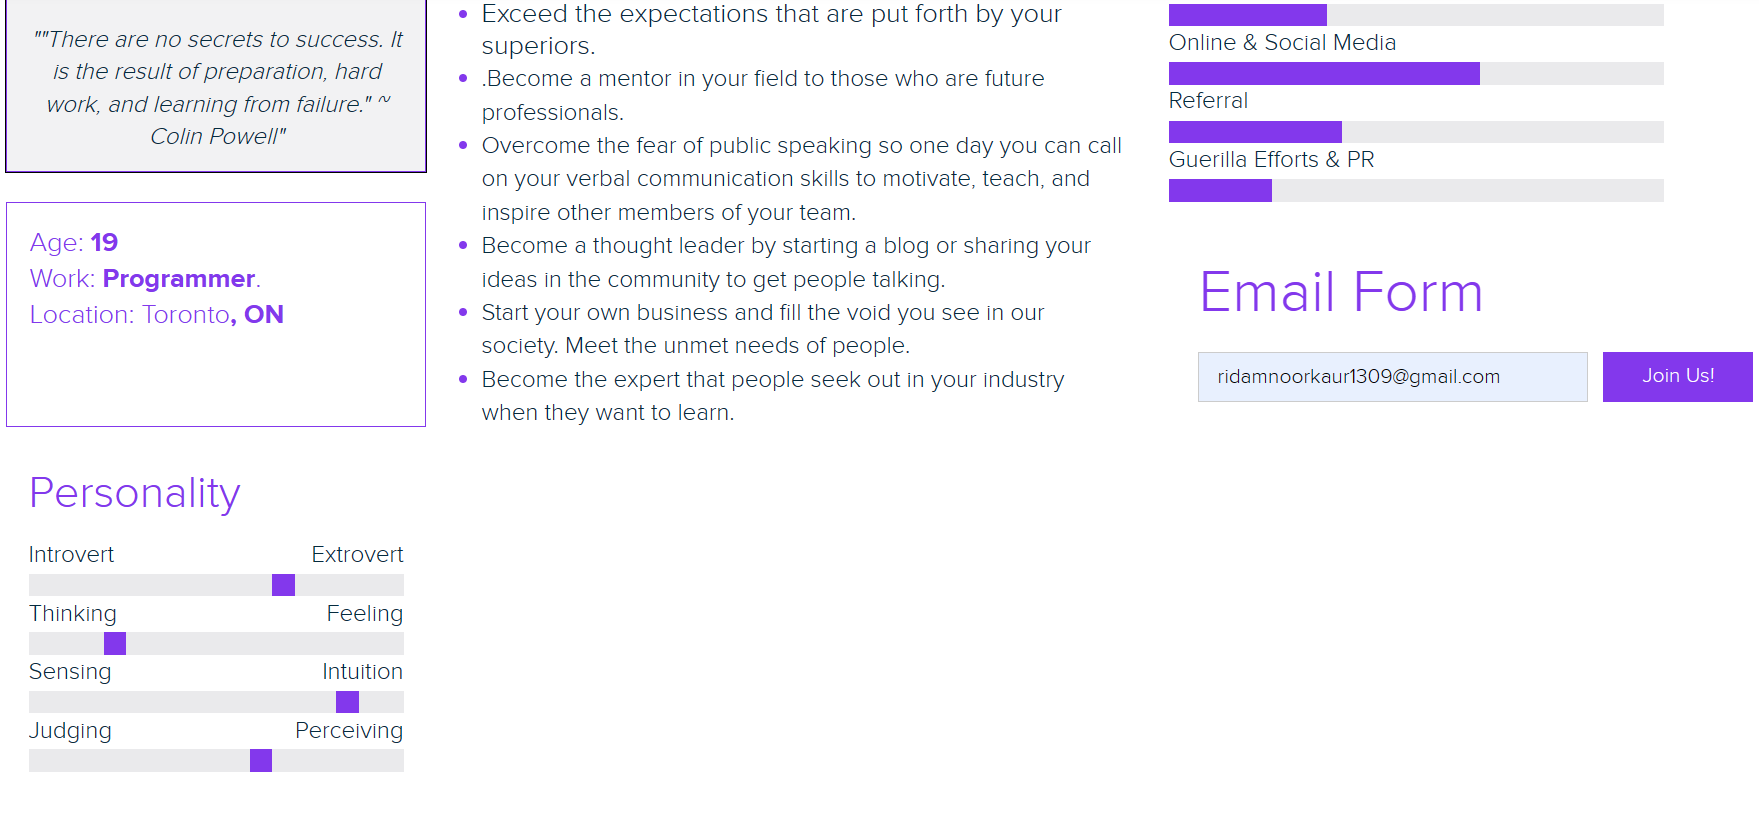 ""There are no secrets to success. It
is the result of preparation, hard
work, and learning from failure." ~
Colin Powell"
Age: 19
Work: Programmer.
Location: Toronto, ON
Personality
Introvert Extrovert
Thinking Feeling
Sensing Intuition
Judging Perceiving
Exceed the expectations that are put forth by your
superiors.
.Become a mentor in your field to those who are future
professionals.
Overcome the fear of public speaking so one day you can call
on your verbal communication skills to motivate, teach, and
inspire other members of your team.
Become a thought leader by starting a blog or sharing your
ideas in the community to get people talking.
Start your own business and fill the void you see in our
society. Meet the unmet needs of people.
Become the expert that people seek out in your industry
when they want to learn.
Online & Social Media
Referral
Guerilla Efforts & PR
Email Form
ridamnoorkaur1309@gmail.com
Join Us!